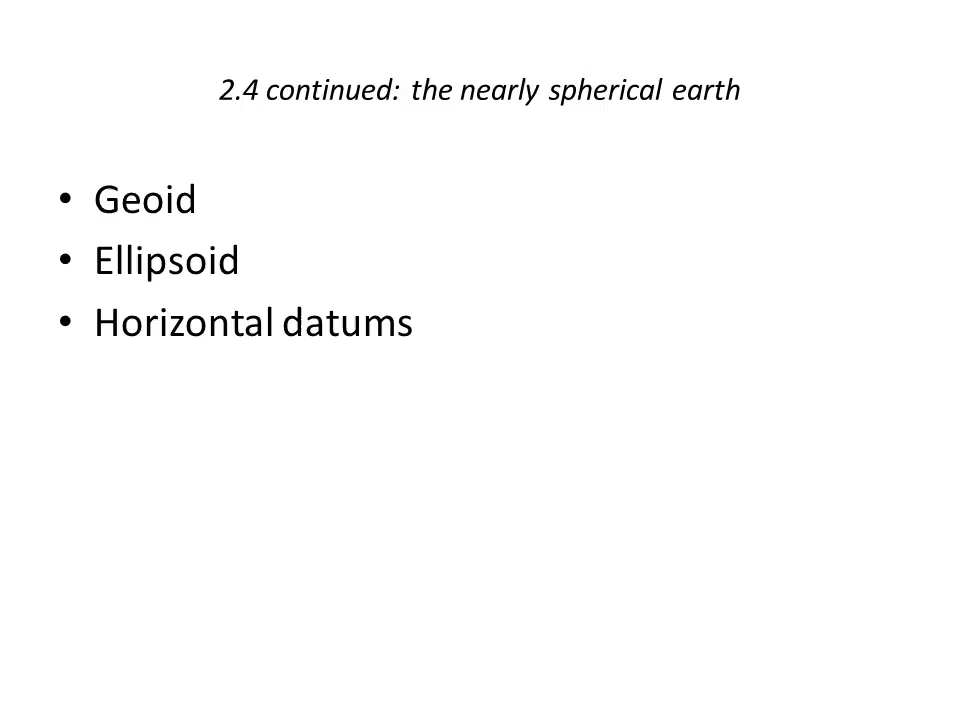 2.4 continued: the nearly spherical earth
• Geoid
• Ellipsoid
• Horizontal datums